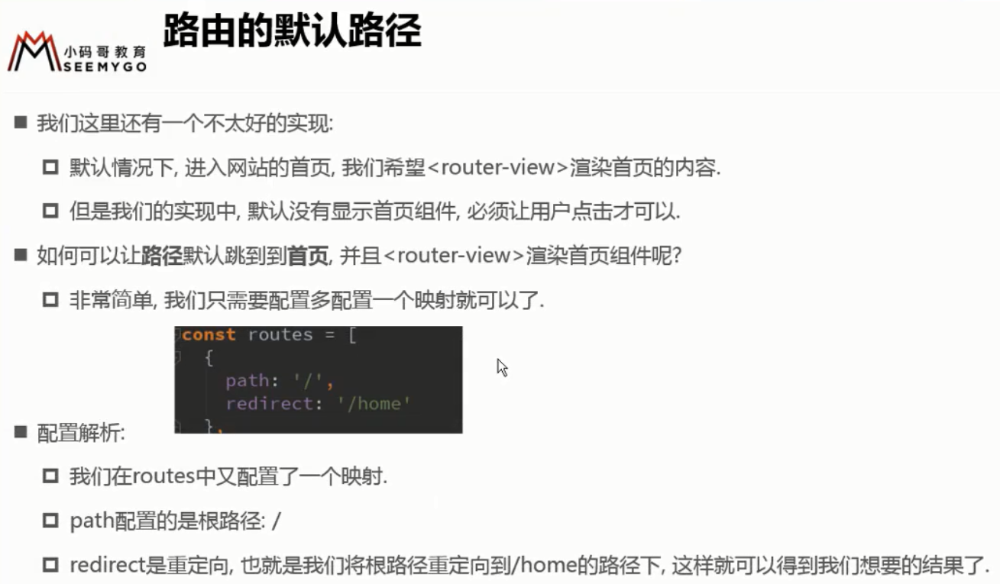 路由的默认路径
小码哥教育
SEEMYGO
我们这里还有一个不太好的实现:
默认情况下, 进入网站的首页, 我们希望<router-view>渲染首页的内容.
但是我们的实现中, 默认没有显示首页组件, 必须让用户点击才可以.
如何可以让路径默认跳到到首页, 并且<router-view>渲染首页组件呢?
非常简单, 我们只需要配置多配置一个映射就可以了.
const routes = [
{
path: '/',
redirect: '/home'
},
配置解析:
我们在routes中又配置了一个映射.
path配置的是根路径: /
redirect是重定向, 也就是我们将根路径重定向到/home的路径下, 这样就可以得到我们想要的结果了.